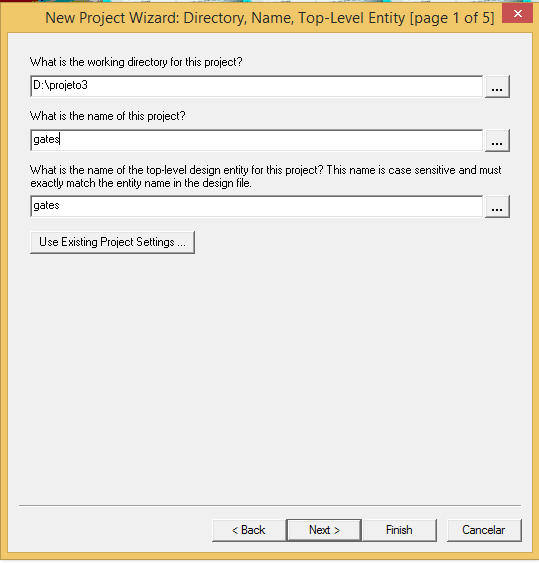 New Project Wizard: Directory, Name, Top-Level Entity [page 1 of 5]
What is the working directory for this project?
D:\projeto3
...
What is the name of this project?
gates
...
What is the name of the top-level design entity for this project? This name is case sensitive and must
exactly match the entity name in the design file.
gates
...
Use Existing Project Settings ...
< Back
Next >
Finish
Cancelar